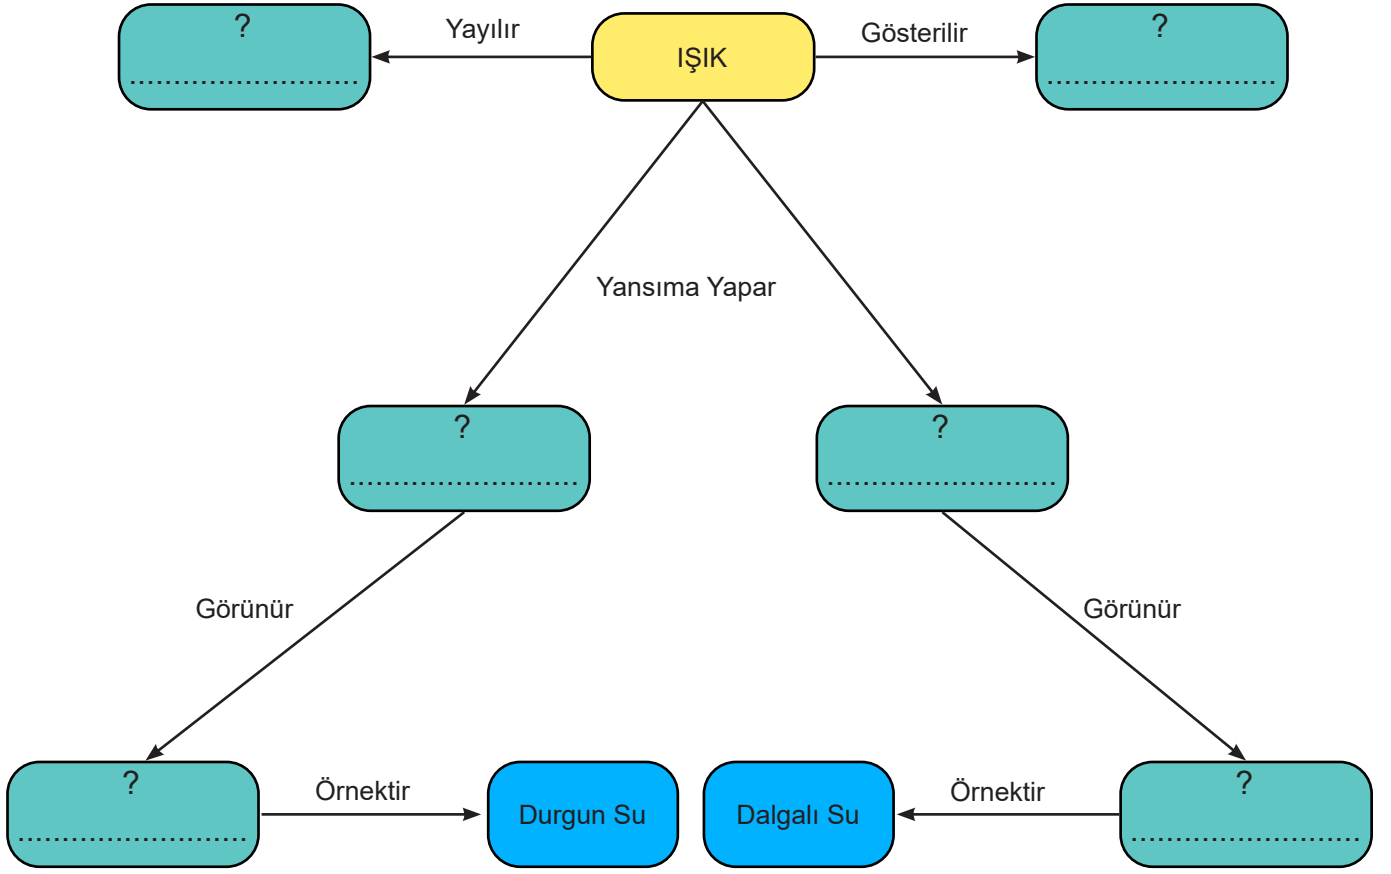 ?
Yayılır
IŞIK
Gösterilir
?
..............................
..............................
Yansıma Yapar
?
?
..............................
..............................
Görünür
Görünür
?
?
Örnektir
Durgun Su
Dalgalı Su
Örnektir
..............................
..............................